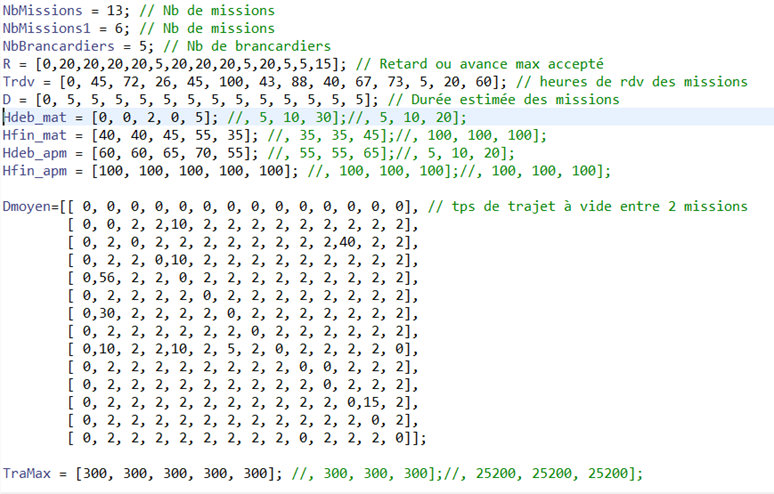 NbMissions = 13; // Nb de missions
NbMissions1 = 6; // Nb de missions
NbBrancardiers = 5; // Nb de brancardiers
R = [0,20,20,20,20,5,20,20,20,5,20,5,5,15]; // Retard ou avance max accepté
Trdv = [0, 45, 72, 26, 45, 100, 43, 88, 40, 67, 73, 5, 20, 60]; // heures de rdv des missions
D = [0, 5, 5, 5, 5, 5, 5, 5, 5, 5, 5, 5, 5, 5]; // Durée estimée des missions
Hdeb_mat = [0, 0, 2, 0, 5]; //, 5, 10, 30];//, 5, 10, 20];
Hfin_mat = [40, 40, 45, 55, 35]; //, 35, 35, 45];//, 100, 100, 100];
Hdeb_apm = [60, 60, 65, 70, 55]; //, 55, 55, 65];//, 5, 10, 20];
Hfin_apm = [100, 100, 100, 100, 100]; //, 100, 100, 100];//, 100, 100, 100];
Dmoyen=[[ 0, 0, 0, 0, 0, 0, 0, 0, 0, 0, 0, 0, 0, 0], // tps de trajet à vide entre 2 missions
[ 0, 0, 2, 2,10, 2, 2, 2, 2, 2, 2, 2, 2, 2],
[ 0, 2, 0, 2, 2, 2, 2, 2, 2, 2, 2,40, 2, 2],
[ 0, 2, 2, 0,10, 2, 2, 2, 2, 2, 2, 2, 2, 2],
[ 0,56, 2, 2, 0, 2, 2, 2, 2, 2, 2, 2, 2, 2],
[ 0, 2, 2, 2, 2, 0, 2, 2, 2, 2, 2, 2, 2, 2],
[ 0,30, 2, 2, 2, 2, 0, 2, 2, 2, 2, 2, 2, 2],
[ 0, 2, 2, 2, 2, 2, 2, 0, 2, 2, 2, 2, 2, 2],
[ 0,10, 2, 2,10, 2, 5, 2, 0, 2, 2, 2, 2, 0],
[ 0, 2, 2, 2, 2, 2, 2, 2, 2, 0, 0, 2, 2, 2],
[ 0, 2, 2, 2, 2, 2, 2, 2, 2, 2, 0, 2, 2, 2],
[ 0, 2, 2, 2, 2, 2, 2, 2, 2, 2, 2, 0,15, 2],
[ 0, 2, 2, 2, 2, 2, 2, 2, 2, 2, 2, 2, 0, 2],
[ 0, 2, 2, 2, 2, 2, 2, 2, 2, 0, 2, 2, 2, 0]];
TraMax = [300, 300, 300, 300, 300]; //, 300, 300, 300];//, 25200, 25200, 25200];